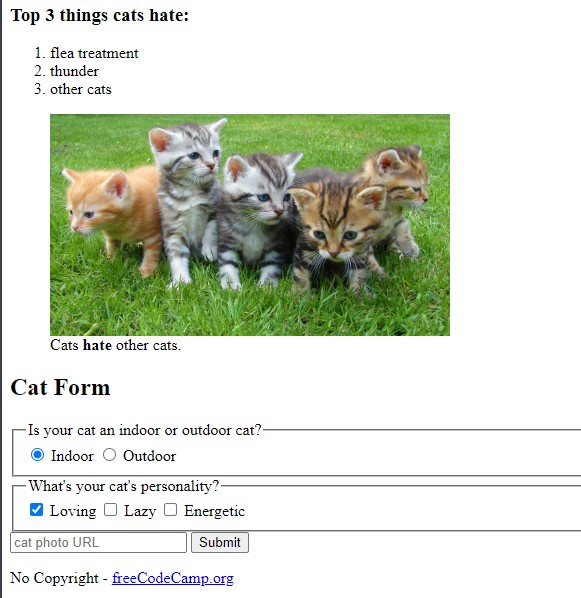 Top 3 things cats hate:
1. flea treatment
2. thunder
3. other cats
Cats hate other cats.
Cat Form
Is your cat an indoor or outdoor cat?
Indoor Outdoor
What's your cat's personality?
Loving Lazy Energetic
cat photo URL Submit
No Copyright - freeCodeCamp.org